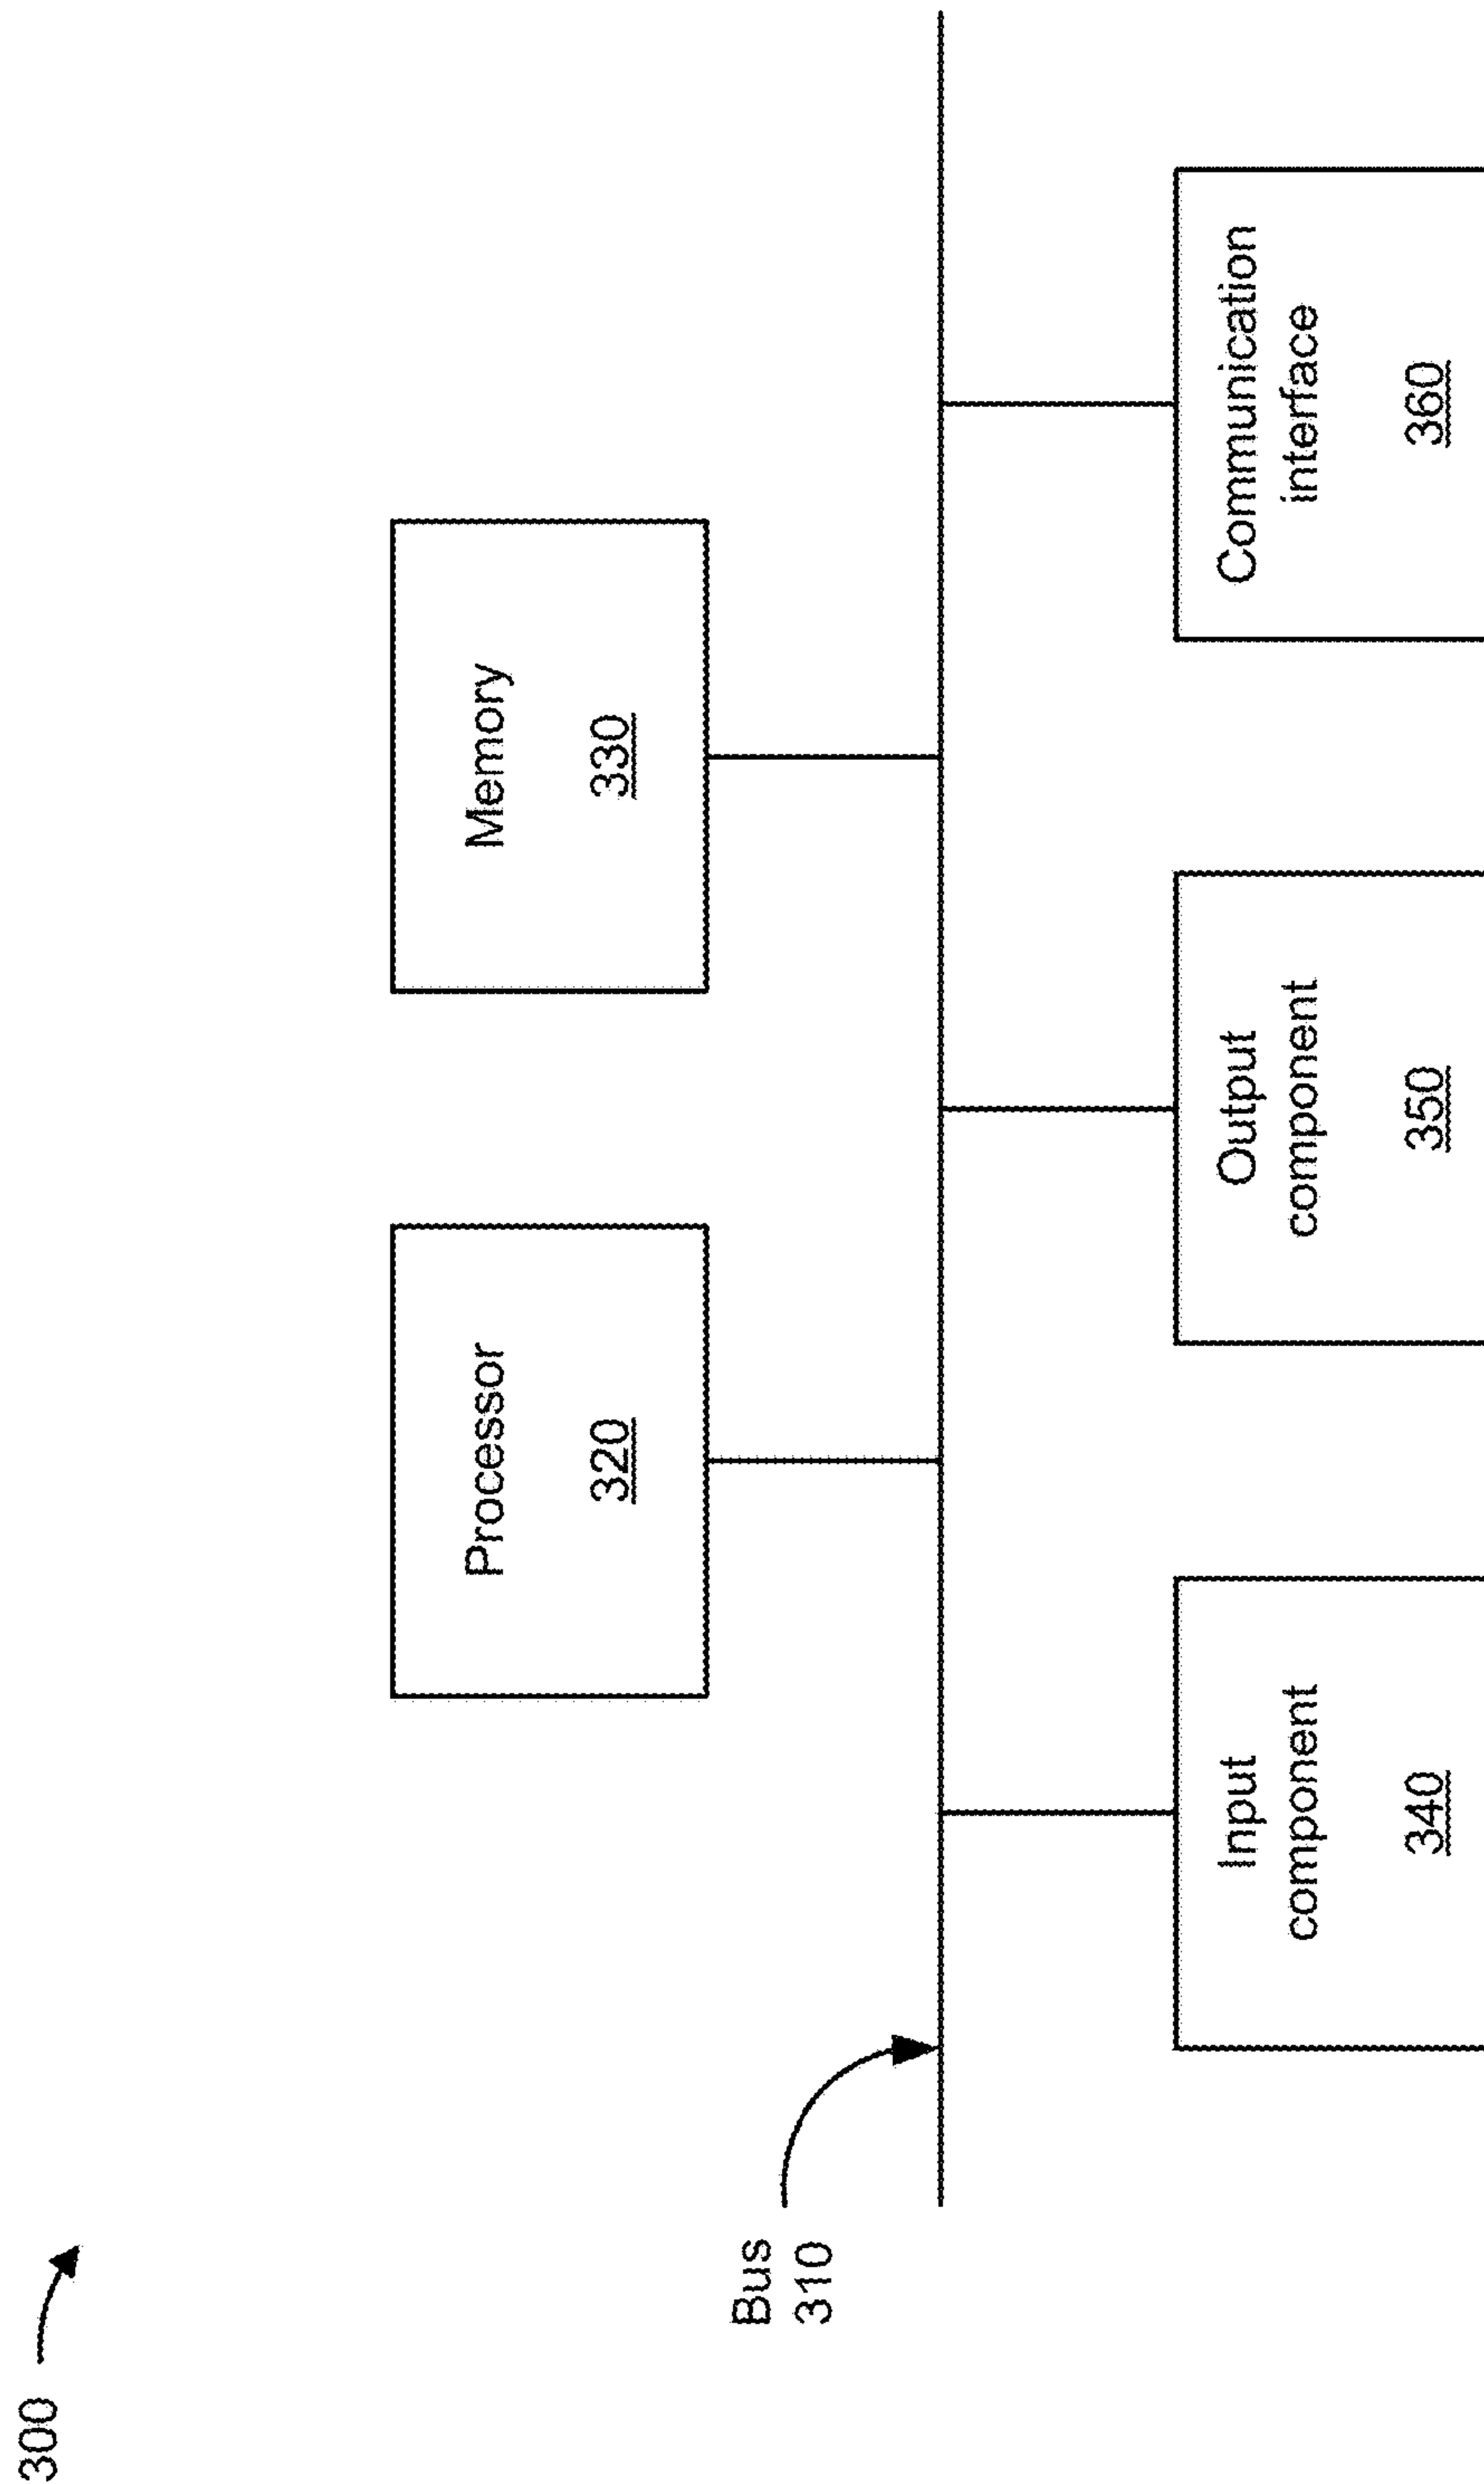 300
Bus
310
Processor
320
Memory
330
Input
component
340
Output
component
350
Communication
interface
360